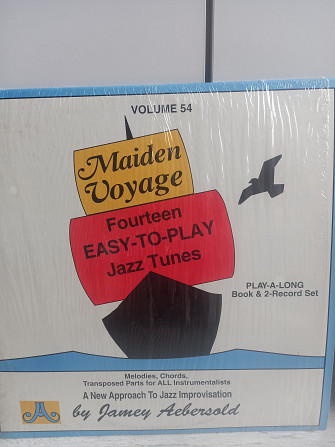 VOLUME 54
Maiden
Voyage
Fourteen
EASY-TO-PLAY
Jazz Tunes
PLAY-A-LONG
Book & 2-Record Set
Melodies, Chords,
Transposed Parts for ALL Instrumentalists
A New Approach To Jazz Improvisation
by Jamey Aebersold